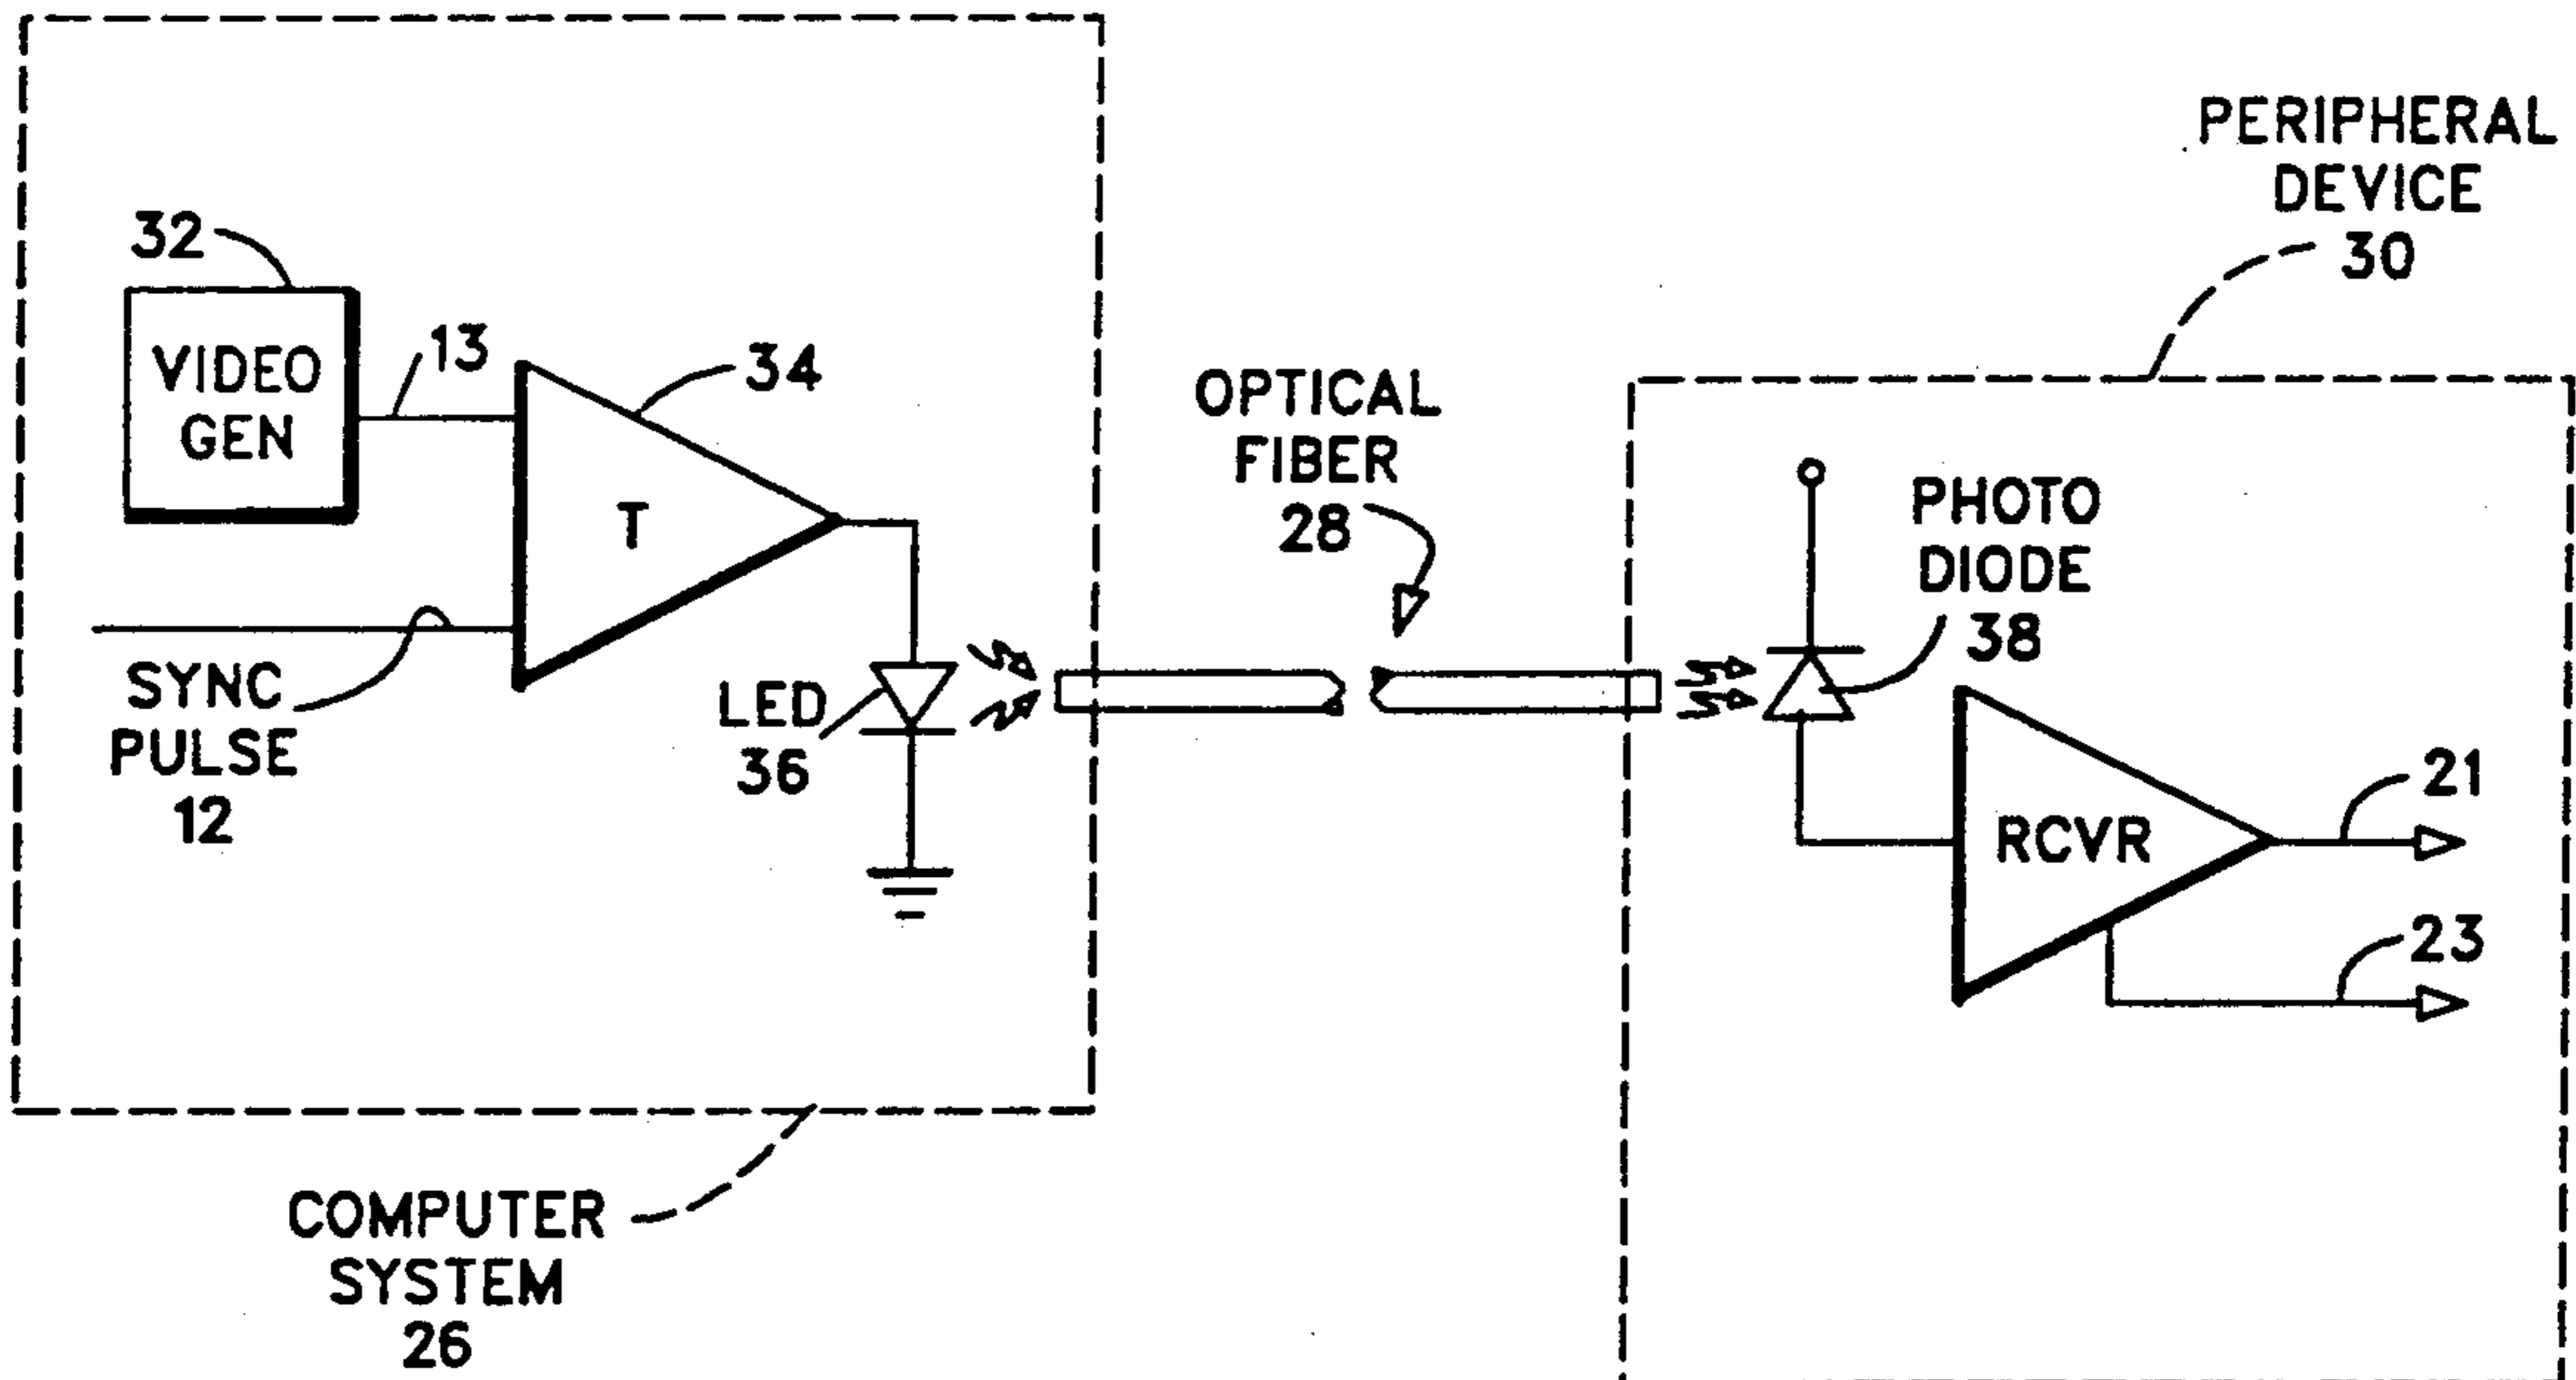 32
VIDEO
GEN
13
34
T
SYNC
PULSE
12
LED
36
COMPUTER
SYSTEM
26
OPTICAL
FIBER
28
PERIPHERAL
DEVICE
30
PHOTO
DIODE
38
RCVR
21
23